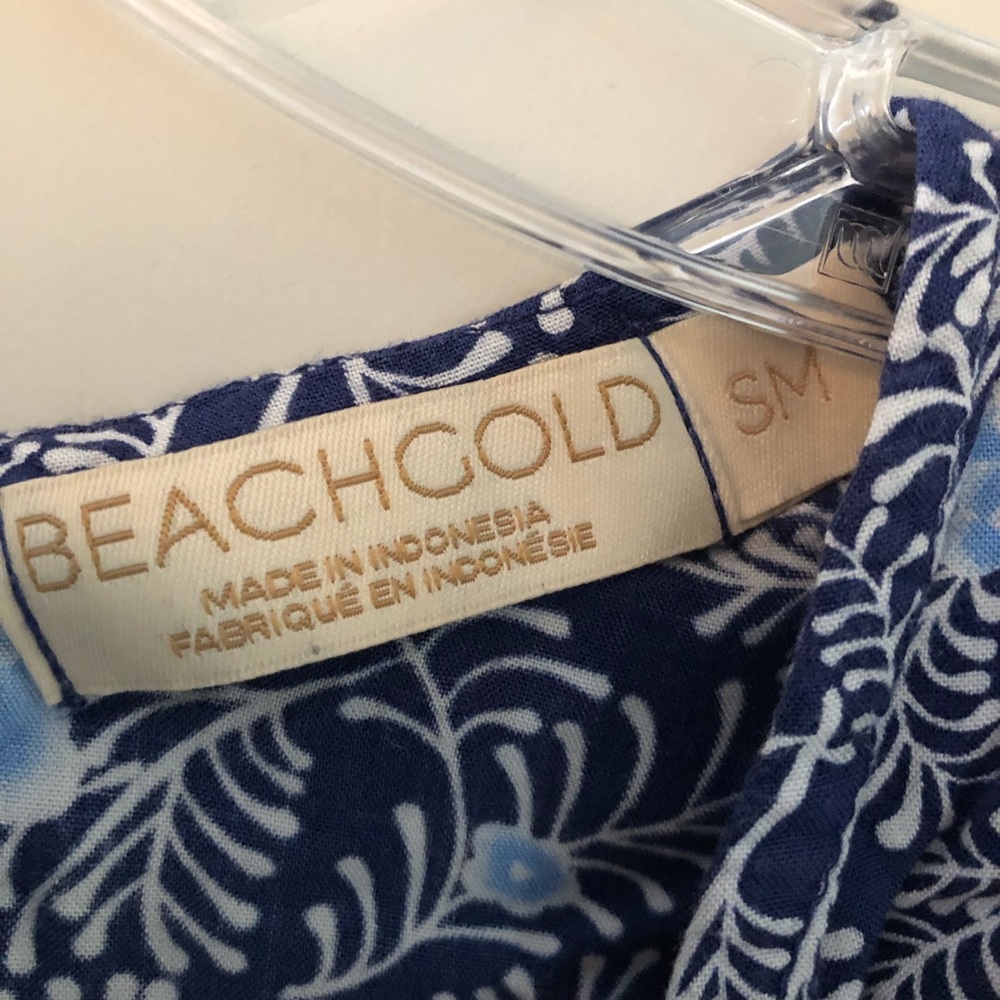 BEACHGOLD
MADE IN INDONESIA
FABRIQUÉ EN INDONÉSIE
SM